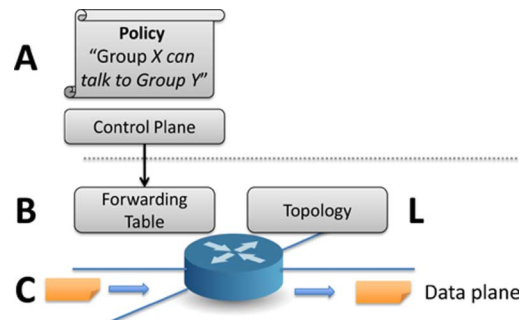 A
Policy
“Group X can
talk to Group Y”
Control Plane
B
Forwarding
Table
Topology
L
C
Data plane